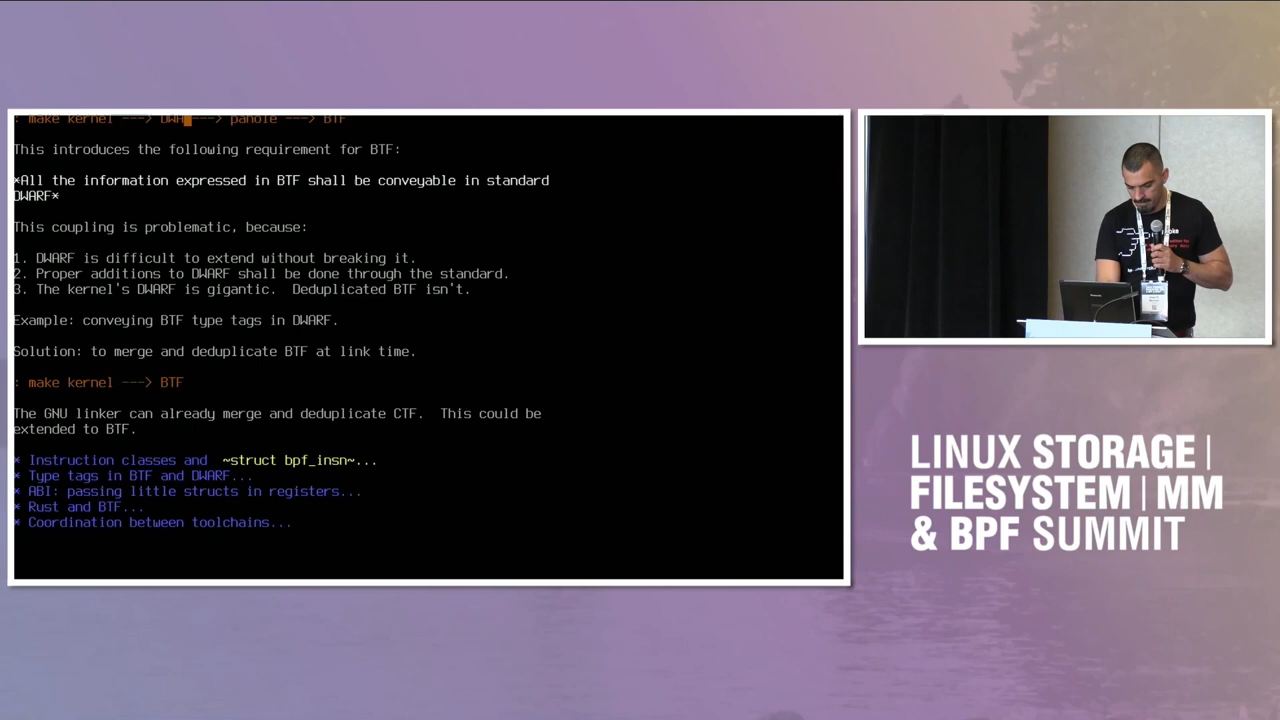 : make kernel ---> DWA ---> pahole ---> BTF
This introduces the following requirement for BTF:
*All the information expressed in BTF shall be conveyable in standard
DWARF*
This coupling is problematic, because:
1. DWARF is difficult to extend without breaking it.
2. Proper additions to DWARF shall be done through the standard.
3. The kernel's DWARF is gigantic.  Deduplicated BTF isn't.
Example: conveying BTF type tags in DWARF.
Solution: to merge and deduplicate BTF at link time.
: make kernel ---> BTF
The GNU linker can already merge and deduplicate CTF.  This could be
extended to BTF.
* Instruction classes and  ~struct bpf_insn~...
* Type tags in BTF and DWARF...
* ABI: passing little structs in registers...
* Rust and BTF...
* Coordination between toolchains...
LINUX STORAGE |
FILESYSTEM | MM
& BPF SUMMIT